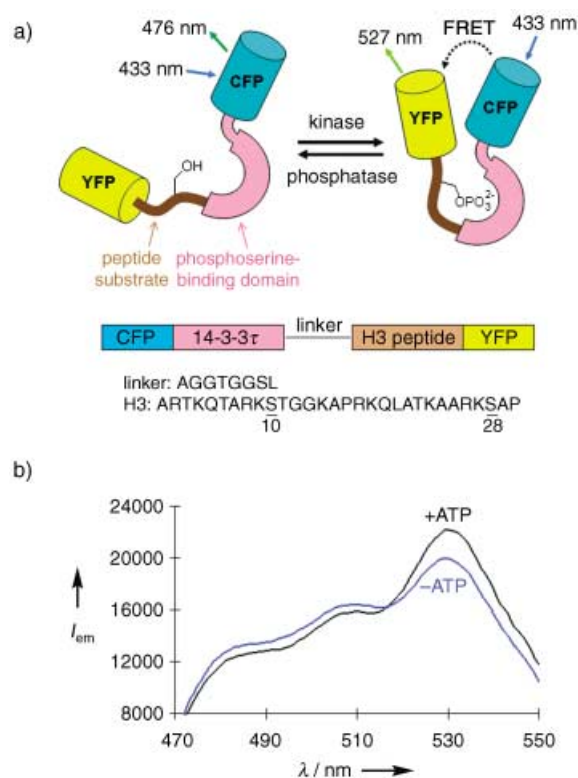 a)
476 nm
433 nm
CFP
YFP
OH
peptide
substrate
phosphoserine-
binding domain
kinase
phosphatase
527 nm
FRET
433 nm
YFP
CFP
OPO3^2-
CFP
14-3-3τ
linker
H3 peptide
YFP
linker: AGGTGGSL
H3: ARTKQTARKSTGGKAPRKQLATKAARKSAP
10
28
b)
24000
20000
16000
12000
8000
I em
+ATP
–ATP
470
490
510
530
550
λ / nm